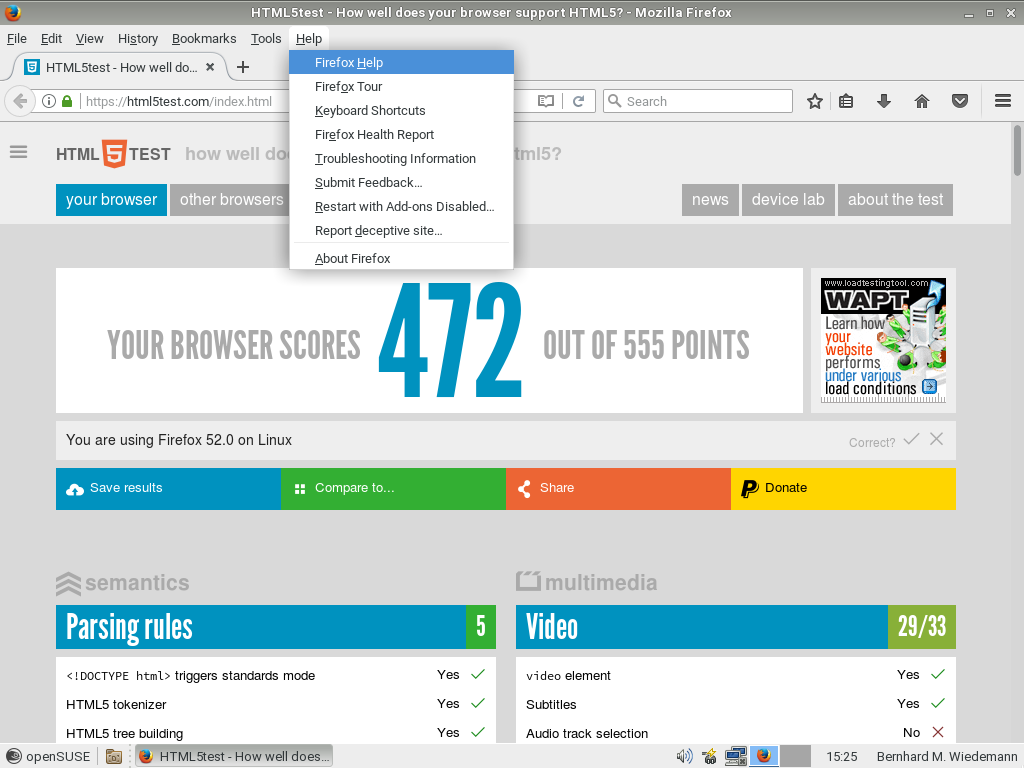 HTML5test - How well does your browser support HTML5? - Mozilla Firefox
File Edit View History Bookmarks Tools Help
HTML5test - How well do...
https://html5test.com/index.html
Search
Firefox Help
Firefox Tour
Keyboard Shortcuts
Firefox Health Report
Troubleshooting Information
Submit Feedback...
Restart with Add-ons Disabled...
Report deceptive site...
About Firefox
HTML 5 TEST how well do tml5?
your browser other browsers news device lab about the test
YOUR BROWSER SCORES 472 OUT OF 555 POINTS
www.loadtestingtool.com
WAPT
Learn how
your
website
performs
under various
load conditions
You are using Firefox 52.0 on Linux Correct?
Save results Compare to... Share Donate
semantics
Parsing rules 5
<!DOCTYPE html> triggers standards mode Yes
HTML5 tokenizer Yes
HTML5 tree building Yes
multimedia
Video 29/33
video element Yes
Subtitles Yes
Audio track selection No
openSUSE HTML5test - How well does... 15:25 Bernhard M. Wiedemann